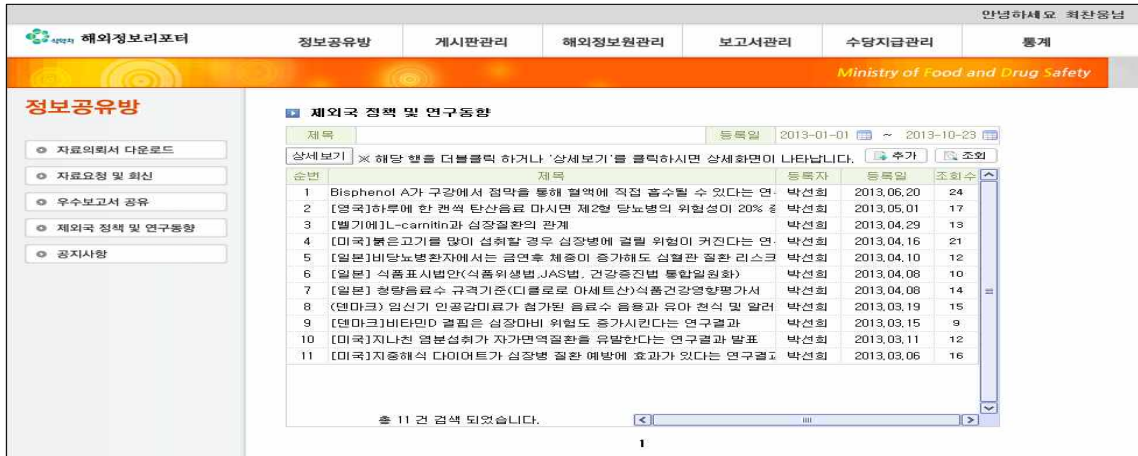 안녕하세요 최찬웅님
식약처 해외정보리포터
정보공유방 게시판관리 해외정보원관리 보고서관리 수당지급관리 통계
Ministry of Food and Drug Safety
정보공유방
자료의뢰서 다운로드
자료요청 및 회신
우수보고서 공유
제외국 정책 및 연구동향
공지사항
제외국 정책 및 연구동향
제목 등록일 2013-01-01 ~ 2013-10-23
상세보기 ※ 해당 행을 더블클릭 하거나 '상세보기'를 클릭하시면 상세화면이 나타납니다. 추가 조회
순번 제목 등록자 등록일 조회수
1 Bisphenol A가 구강에서 점막을 통해 혈액에 직접 흡수될 수 있다는 연 박선희 2013.06.20 24
2 [영국]하루에 한 캔씩 탄산음료 마시면 제2형 당뇨병의 위험성이 20% 증 박선희 2013.05.01 17
3 [벨기에]L-carnitin과 심장질환의 관계 박선희 2013.04.29 13
4 [미국]붉은고기를 많이 섭취할 경우 심장병에 걸릴 위험이 커진다는 연 박선희 2013.04.16 21
5 [일본]비당뇨병환자에서는 금연후 체중이 증가해도 심혈관 질환 리스크 박선희 2013.04.10 12
6 [일본] 식품표시법안(식품위생법,JAS법, 건강증진법 통합일원화) 박선희 2013.04.08 10
7 [일본] 청량음료수 규격기준(디클로로 아세트산)식품건강영향평가서 박선희 2013.04.08 14
8 (덴마크) 임신기 인공감미료가 첨가된 음료수 음용과 유아 천식 및 알러 박선희 2013.03.19 15
9 [덴마크]비타민D 결핍은 심장마비 위험도 증가시킨다는 연구결과 박선희 2013.03.15 9
10 [미국]지나친 염분섭취가 자가면역질환을 유발한다는 연구결과 발표 박선희 2013.03.11 12
11 [미국]지중해식 다이어트가 심장병 질환 예방에 효과가 있다는 연구결고 박선희 2013.03.06 16
총 11 건 검색 되었습니다.
1